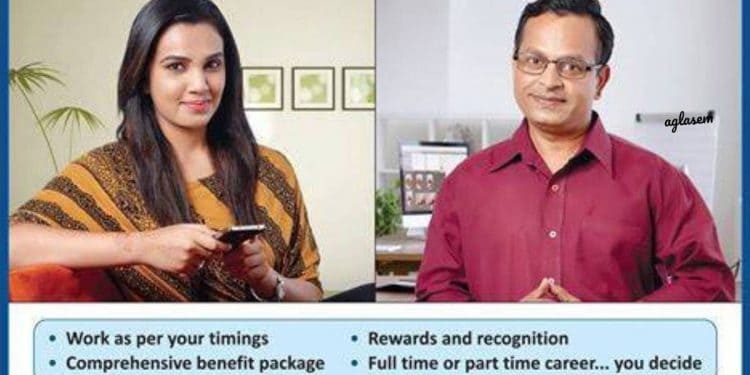 aglasem
• Work as per your timings
• Comprehensive benefit package
• Rewards and recognition
• Full time or part time career... you decide